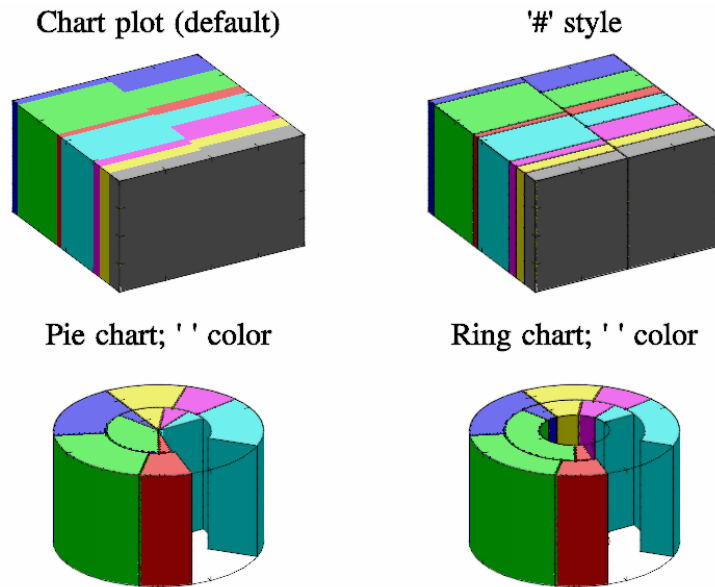 Chart plot (default)
'#' style
Pie chart; ' ' color
Ring chart; ' ' color